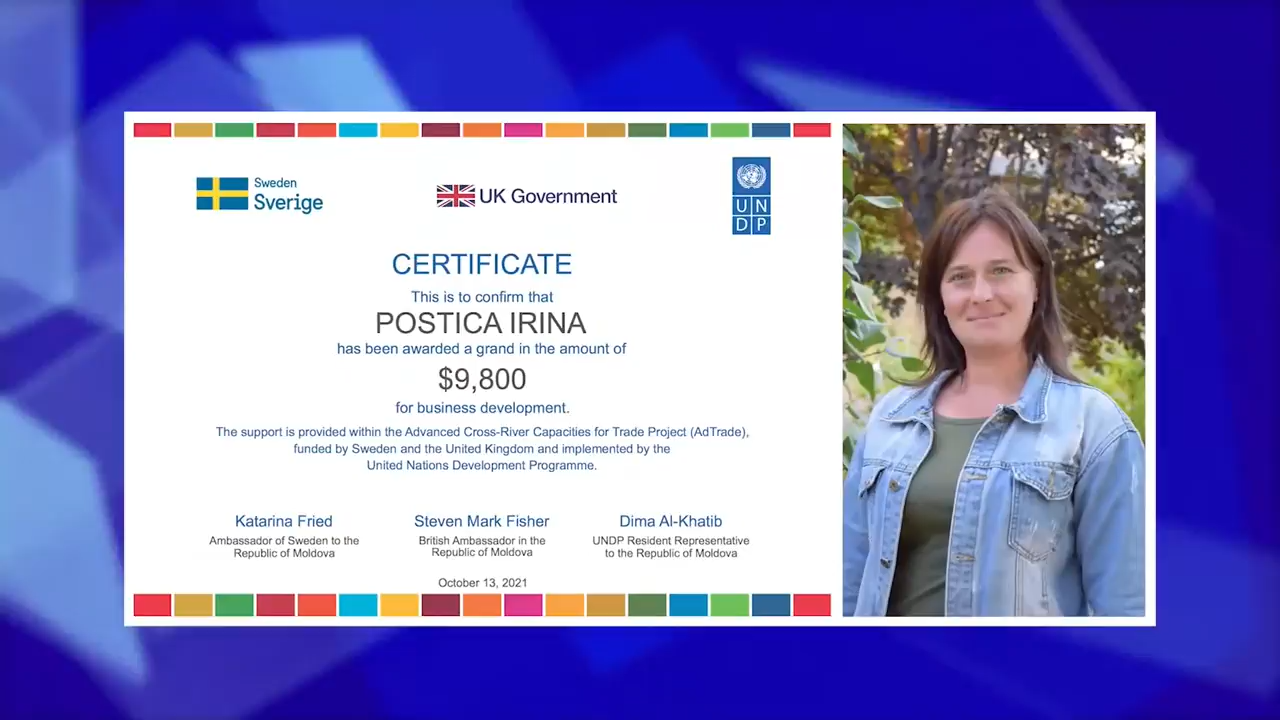 Sweden
Sverige
UK Government
UN
DP
CERTIFICATE
This is to confirm that
POSTICA IRINA
has been awarded a grand in the amount of
$9,800
for business development.
The support is provided within the Advanced Cross-River Capacities for Trade Project (AdTrade),
funded by Sweden and the United Kingdom and implemented by the
United Nations Development Programme.
Katarina Fried
Ambassador of Sweden to the
Republic of Moldova
Steven Mark Fisher
British Ambassador in the
Republic of Moldova
Dima Al-Khatib
UNDP Resident Representative
to the Republic of Moldova
October 13, 2021